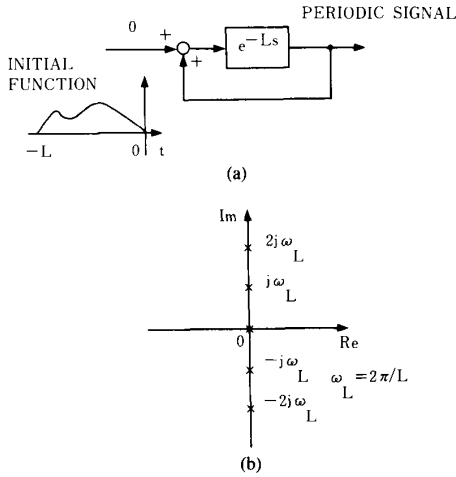 PERIODIC SIGNAL
0
+
+
e^{-Ls}
INITIAL
FUNCTION
-L
0
t
(a)
Im
2jω_L
jω_L
0
Re
-jω_L
ω_L=2π/L
-2jω_L
(b)